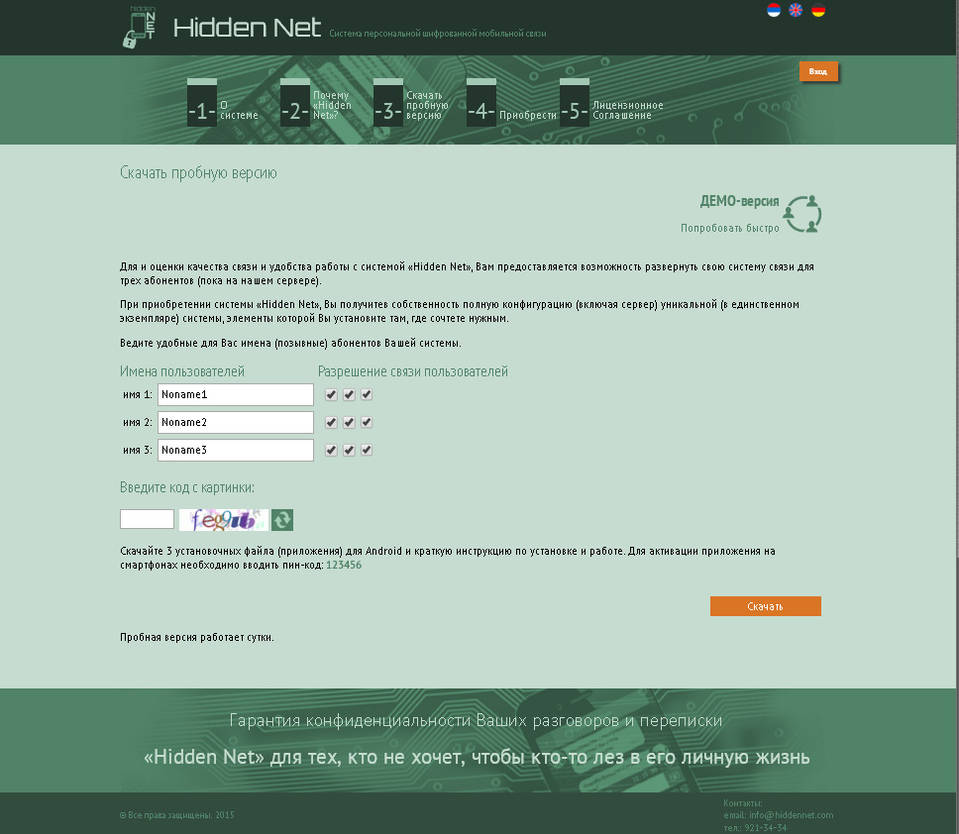 hidden
NET
Hidden Net
Система персональной шифрованной мобильной связи
Вход
-1- О системе
-2- Почему «Hidden Net»?
-3- Скачать пробную версию
-4- Приобрести
-5- Лицензионное Соглашение
Скачать пробную версию
ДЕМО-версия
Попробовать быстро
Для и оценки качества связи и удобства работы с системой «Hidden Net», Вам предоставляется возможность развернуть свою систему связи для
трех абонентов (пока на нашем сервере).
При приобретении системы «Hidden Net», Вы получитев собственность полную конфигурацию (включая сервер) уникальной (в единственном
экземпляре) системы, элементы которой Вы установите там, где сочтете нужным.
Ведите удобные для Вас имена (позывные) абонентов Вашей системы.
Имена пользователей
Разрешение связи пользователей
имя 1: Noname1
имя 2: Noname2
имя 3: Noname3
Введите код с картинки:
Скачайте 3 установочных файла (приложения) для Android и краткую инструкцию по установке и работе. Для активации приложения на
смартфонах необходимо вводить пин-код: 123456
Скачать
Пробная версия работает сутки.
Гарантия конфиденциальности Ваших разговоров и переписки
«Hidden Net» для тех, кто не хочет, чтобы кто-то лез в его личную жизнь
© Все права защищены. 2015
Контакты:
email: info@hiddennet.com
тел.: 921-34-34